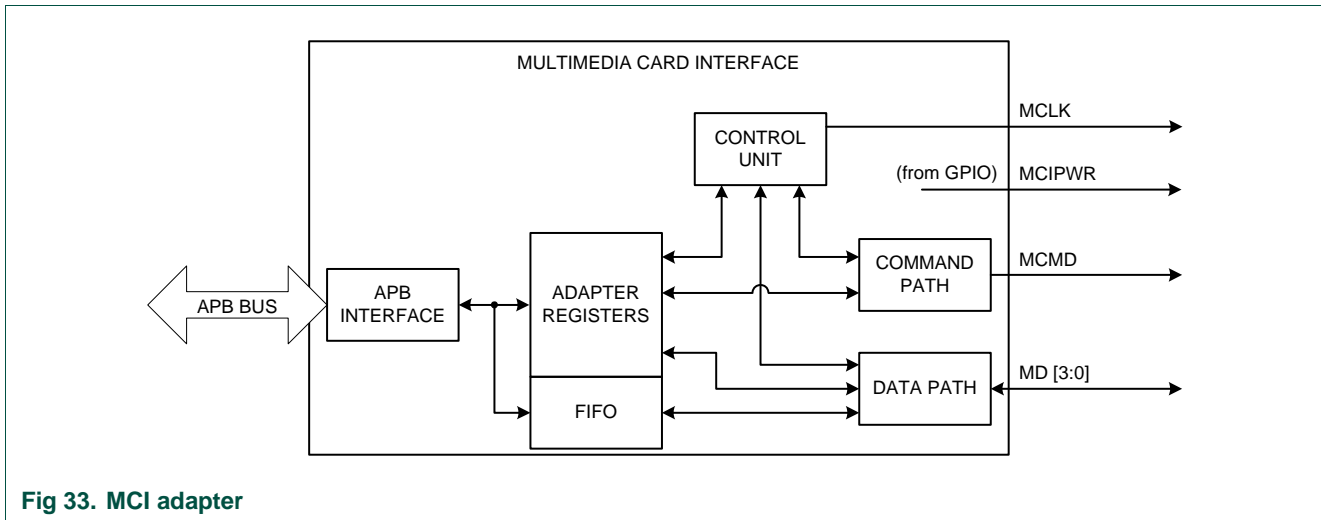 MULTIMEDIA CARD INTERFACE
MCLK
CONTROL
UNIT
(from GPIO)
MCIPWR
APB BUS
APB
INTERFACE
ADAPTER
REGISTERS
COMMAND
PATH
MCMD
FIFO
DATA PATH
MD [3:0]
Fig 33. MCI adapter